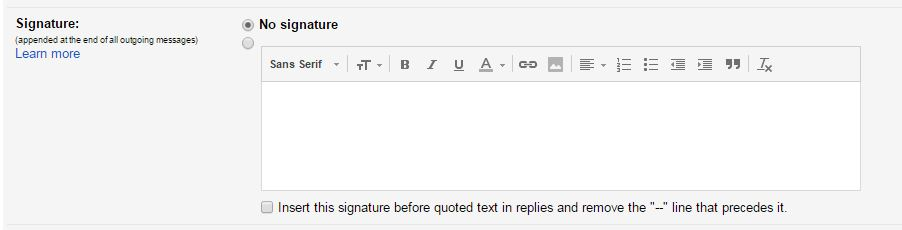 Signature:
(appended at the end of all outgoing messages)
Learn more
No signature
Sans Serif
Insert this signature before quoted text in replies and remove the "--" line that precedes it.